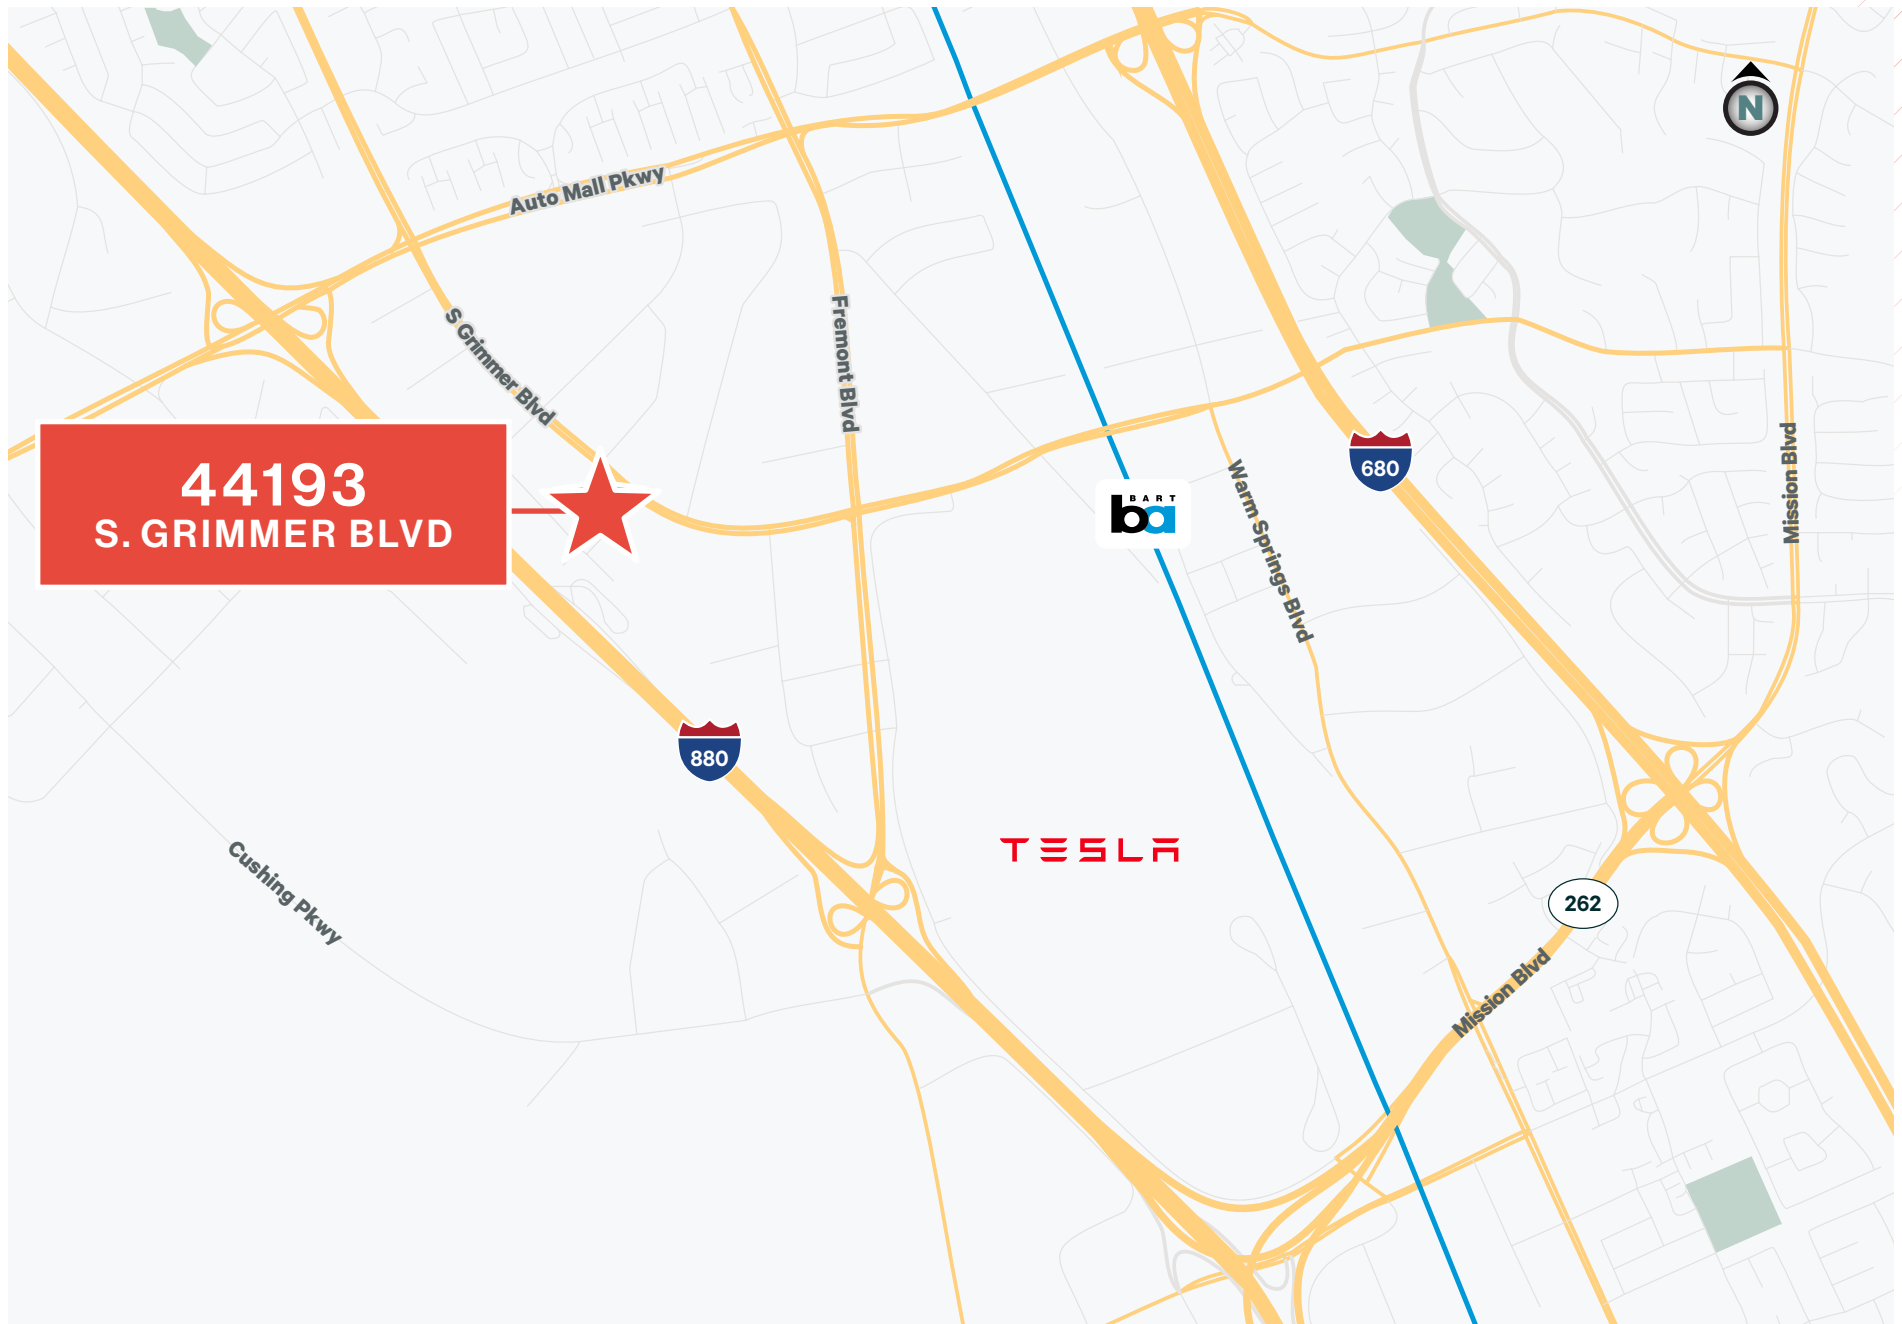 N
Auto Mall Pkwy
S Grimmer Blvd
Fremont Blvd
44193
S. GRIMMER BLVD
680
Mission Blvd
BART
ba
Warm Springs Blvd
880
TESLA
Cushing Pkwy
262
Mission Blvd